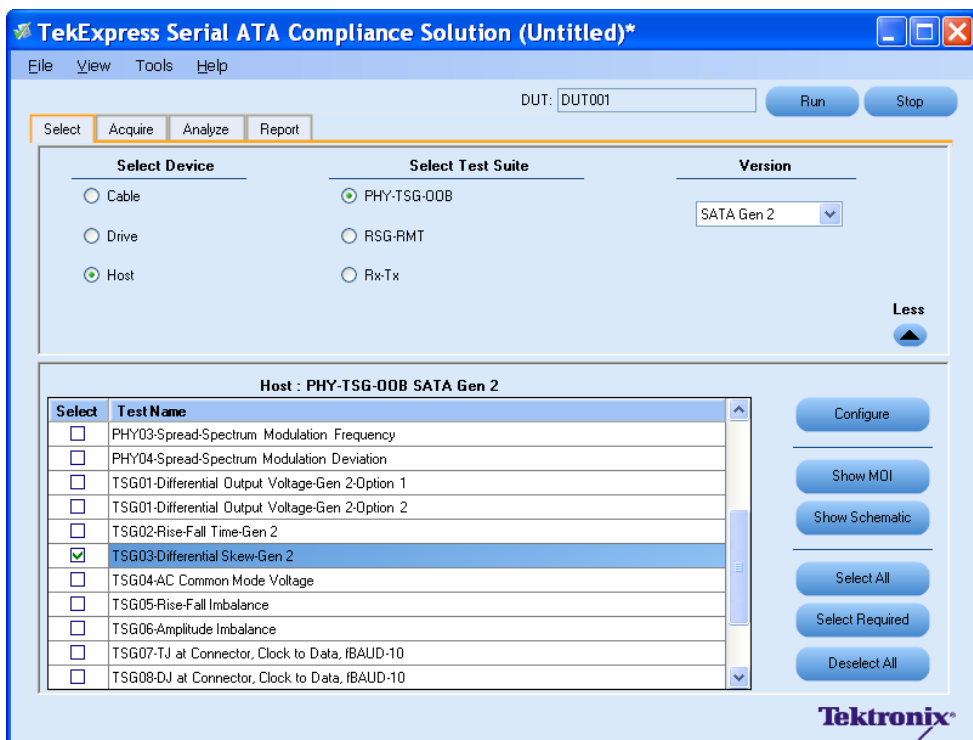 TekExpress Serial ATA Compliance Solution (Untitled)*
File View Tools Help
DUT: DUT001 Run Stop
Select Acquire Analyze Report
Select Device Select Test Suite Version
Cable PHY-TSG-OOB
SATA Gen 2
Drive RSG-RMT
Host Rx-Tx
Less
Host : PHY-TSG-OOB SATA Gen 2
Select Test Name
PHY03-Spread-Spectrum Modulation Frequency
PHY04-Spread-Spectrum Modulation Deviation
TSG01-Differential Output Voltage-Gen 2-Option 1
TSG01-Differential Output Voltage-Gen 2-Option 2
TSG02-Rise-Fall Time-Gen 2
TSG03-Differential Skew-Gen 2
TSG04-AC Common Mode Voltage
TSG05-Rise-Fall Imbalance
TSG06-Amplitude Imbalance
TSG07-TJ at Connector, Clock to Data, fBAUD-10
TSG08-DJ at Connector, Clock to Data, fBAUD-10
Configure
Show MOI
Show Schematic
Select All
Select Required
Deselect All
Tektronix